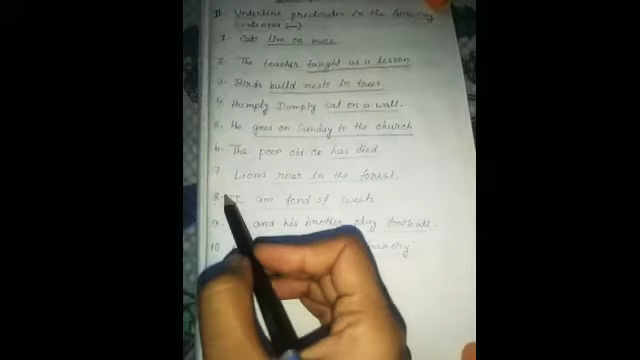 II Underline predicates in the following
sentences :—
1. Cats live on mice
2. The teacher taught us a lesson
3. Birds build nests in trees
4. Humpty Dumpty sat on a wall.
5. He goes on Sunday to the church
6. The poor old ox has died
7. Lions roar in the forest
8. I am fond of sweets
9. and his brother play football.
10